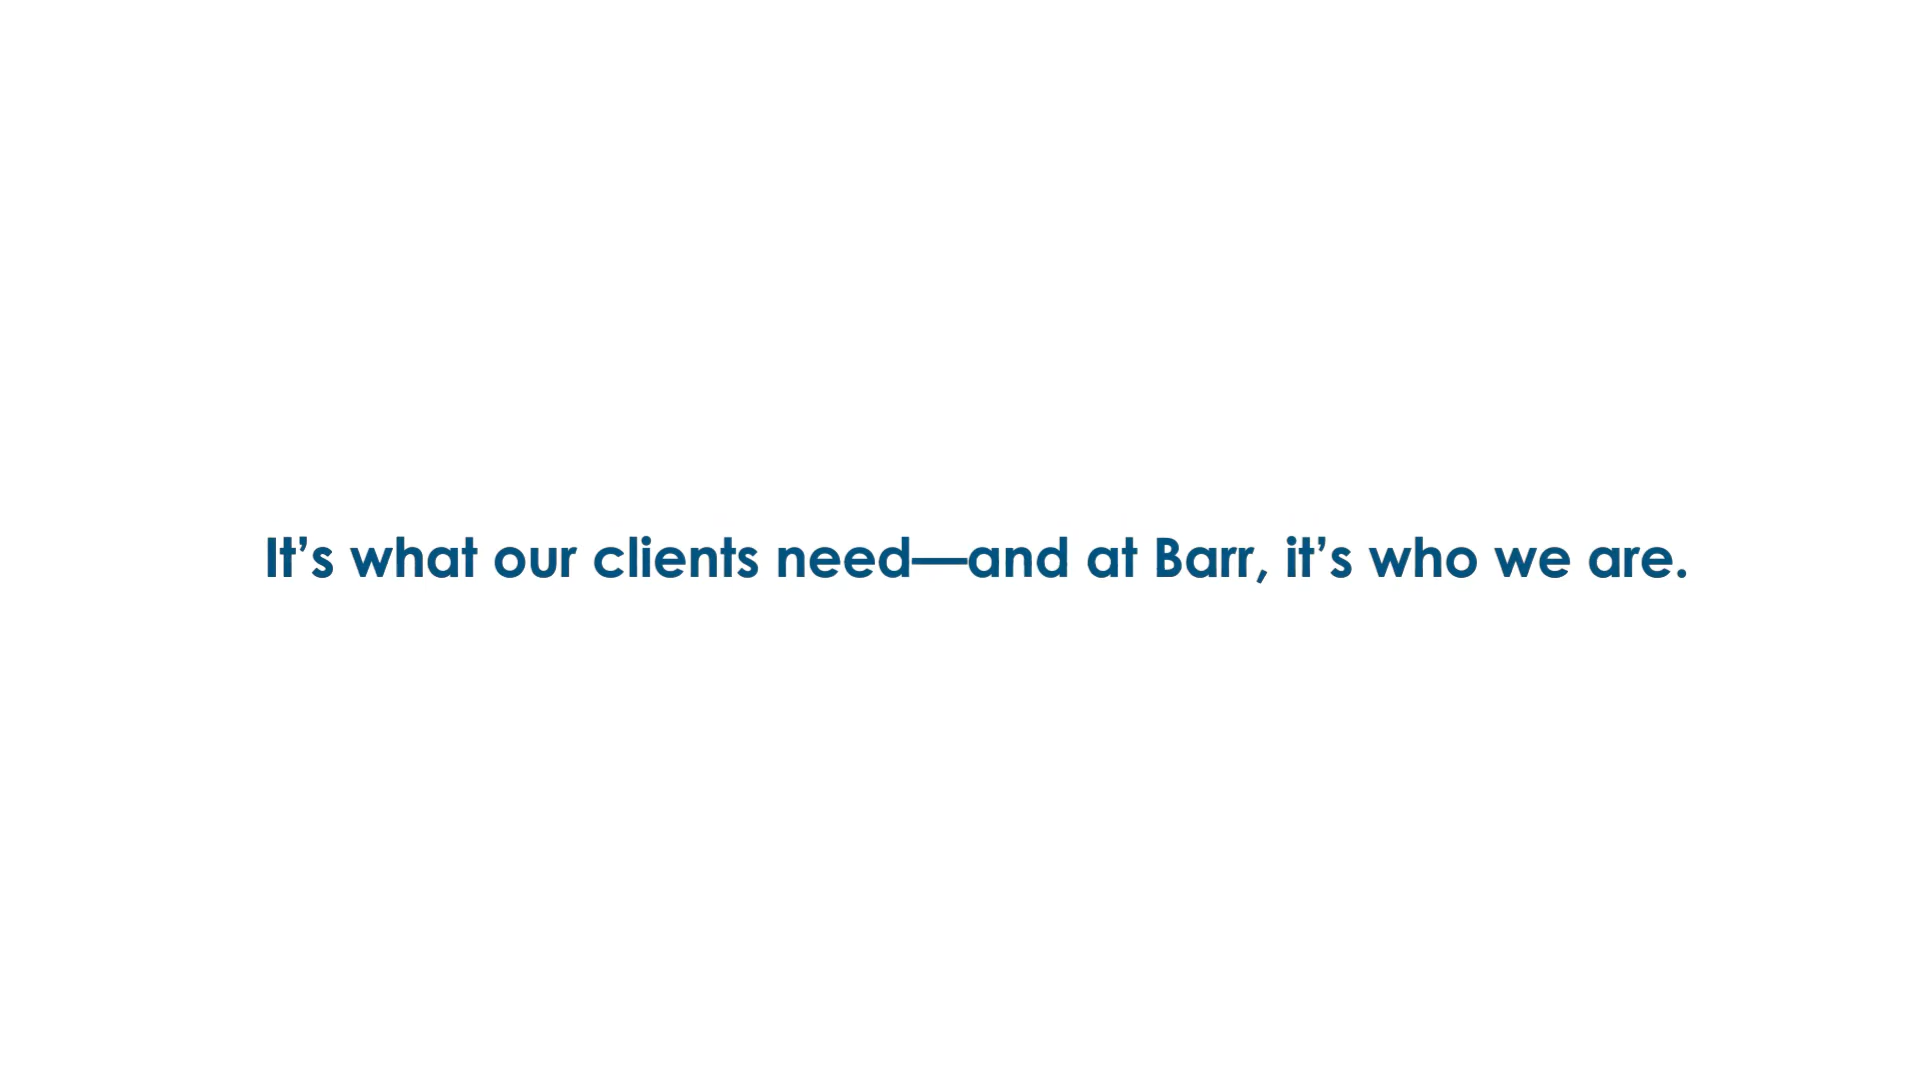 It’s what our clients need—and at Barr, it’s who we are.